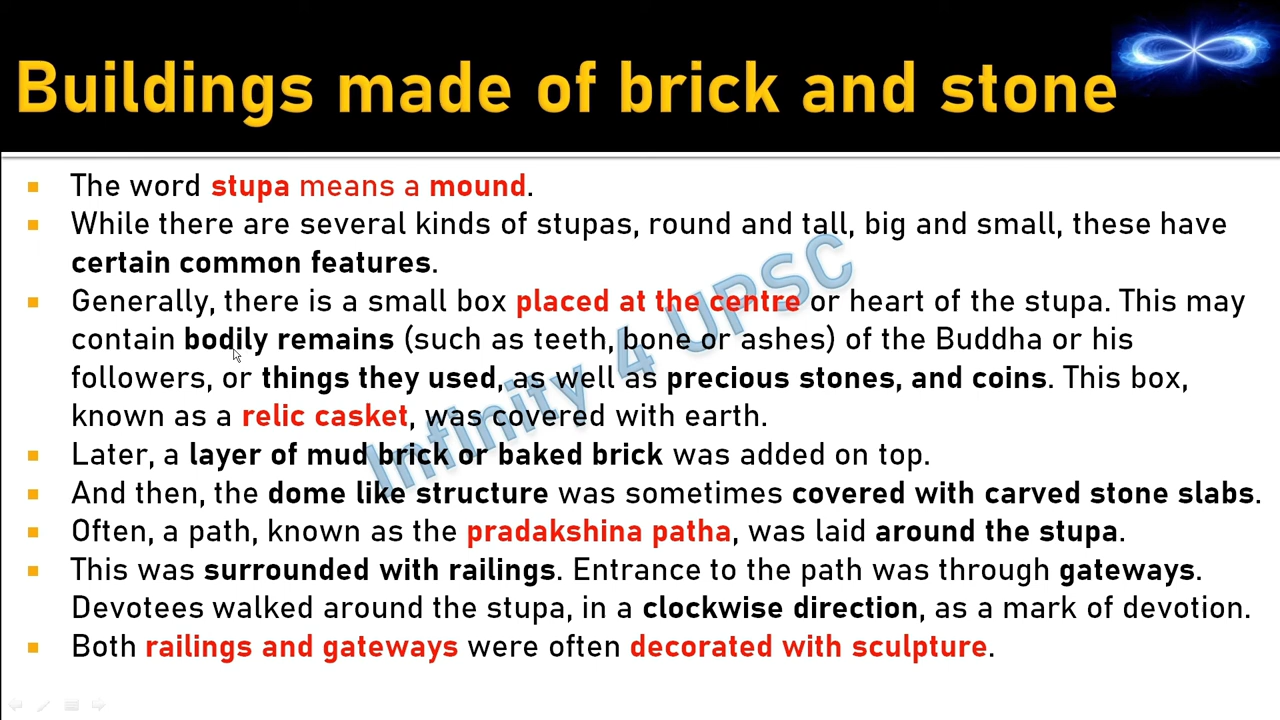 Buildings made of brick and stone
The word stupa means a mound.
While there are several kinds of stupas, round and tall, big and small, these have
certain common features.
Generally, there is a small box placed at the centre or heart of the stupa. This may
contain bodily remains (such as teeth, bone or ashes) of the Buddha or his
followers, or things they used, as well as precious stones, and coins. This box,
known as a relic casket, was covered with earth.
Later, a layer of mud brick or baked brick was added on top.
And then, the dome like structure was sometimes covered with carved stone slabs.
Often, a path, known as the pradakshina patha, was laid around the stupa.
This was surrounded with railings. Entrance to the path was through gateways.
Devotees walked around the stupa, in a clockwise direction, as a mark of devotion.
Both railings and gateways were often decorated with sculpture.
Infinity 4 UPSC